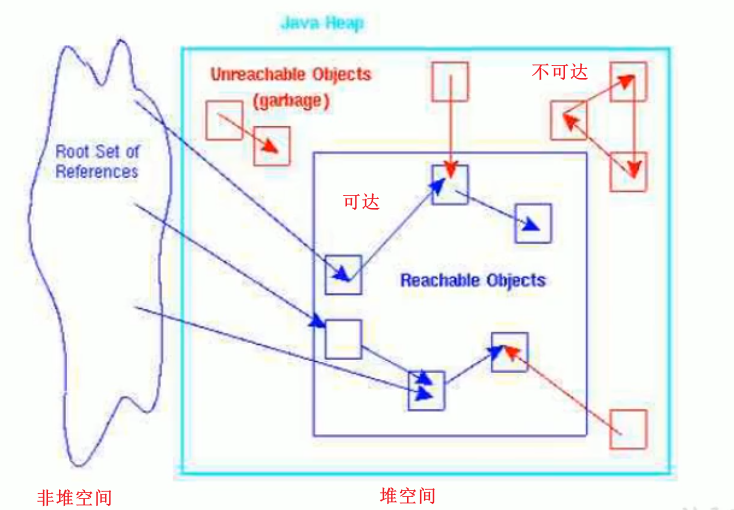 Java Heap
Unreachable Objects
(garbage)
不可达
Root Set of
References
可达
Reachable Objects
非堆空间
堆空间